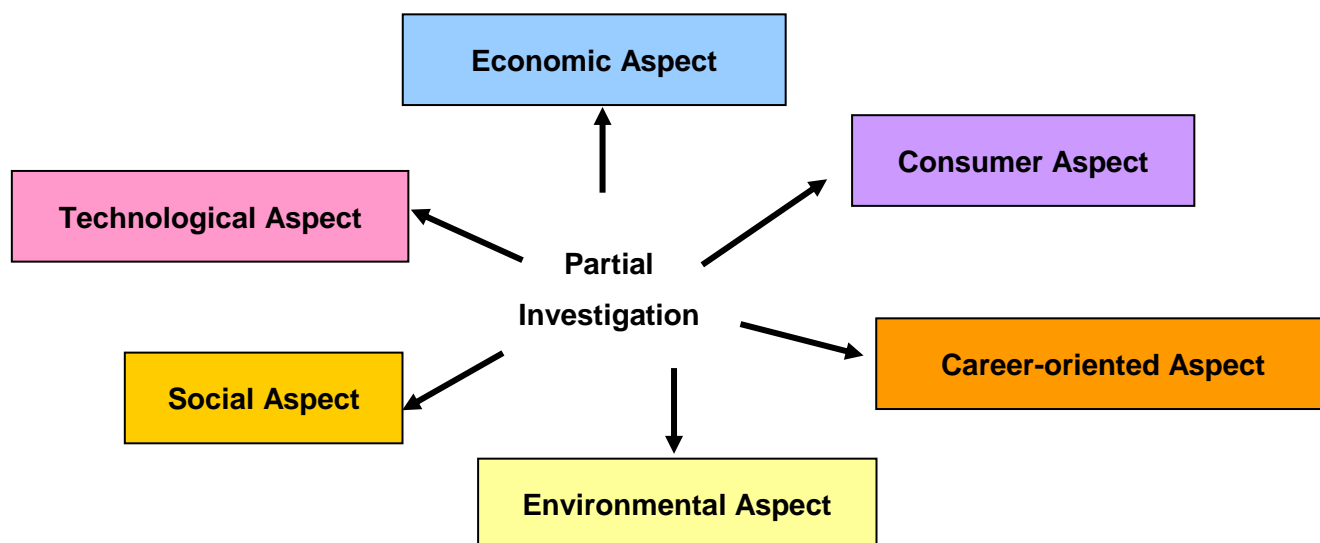 Economic Aspect
Consumer Aspect
Technological Aspect
Partial
Investigation
Career-oriented Aspect
Social Aspect
Environmental Aspect